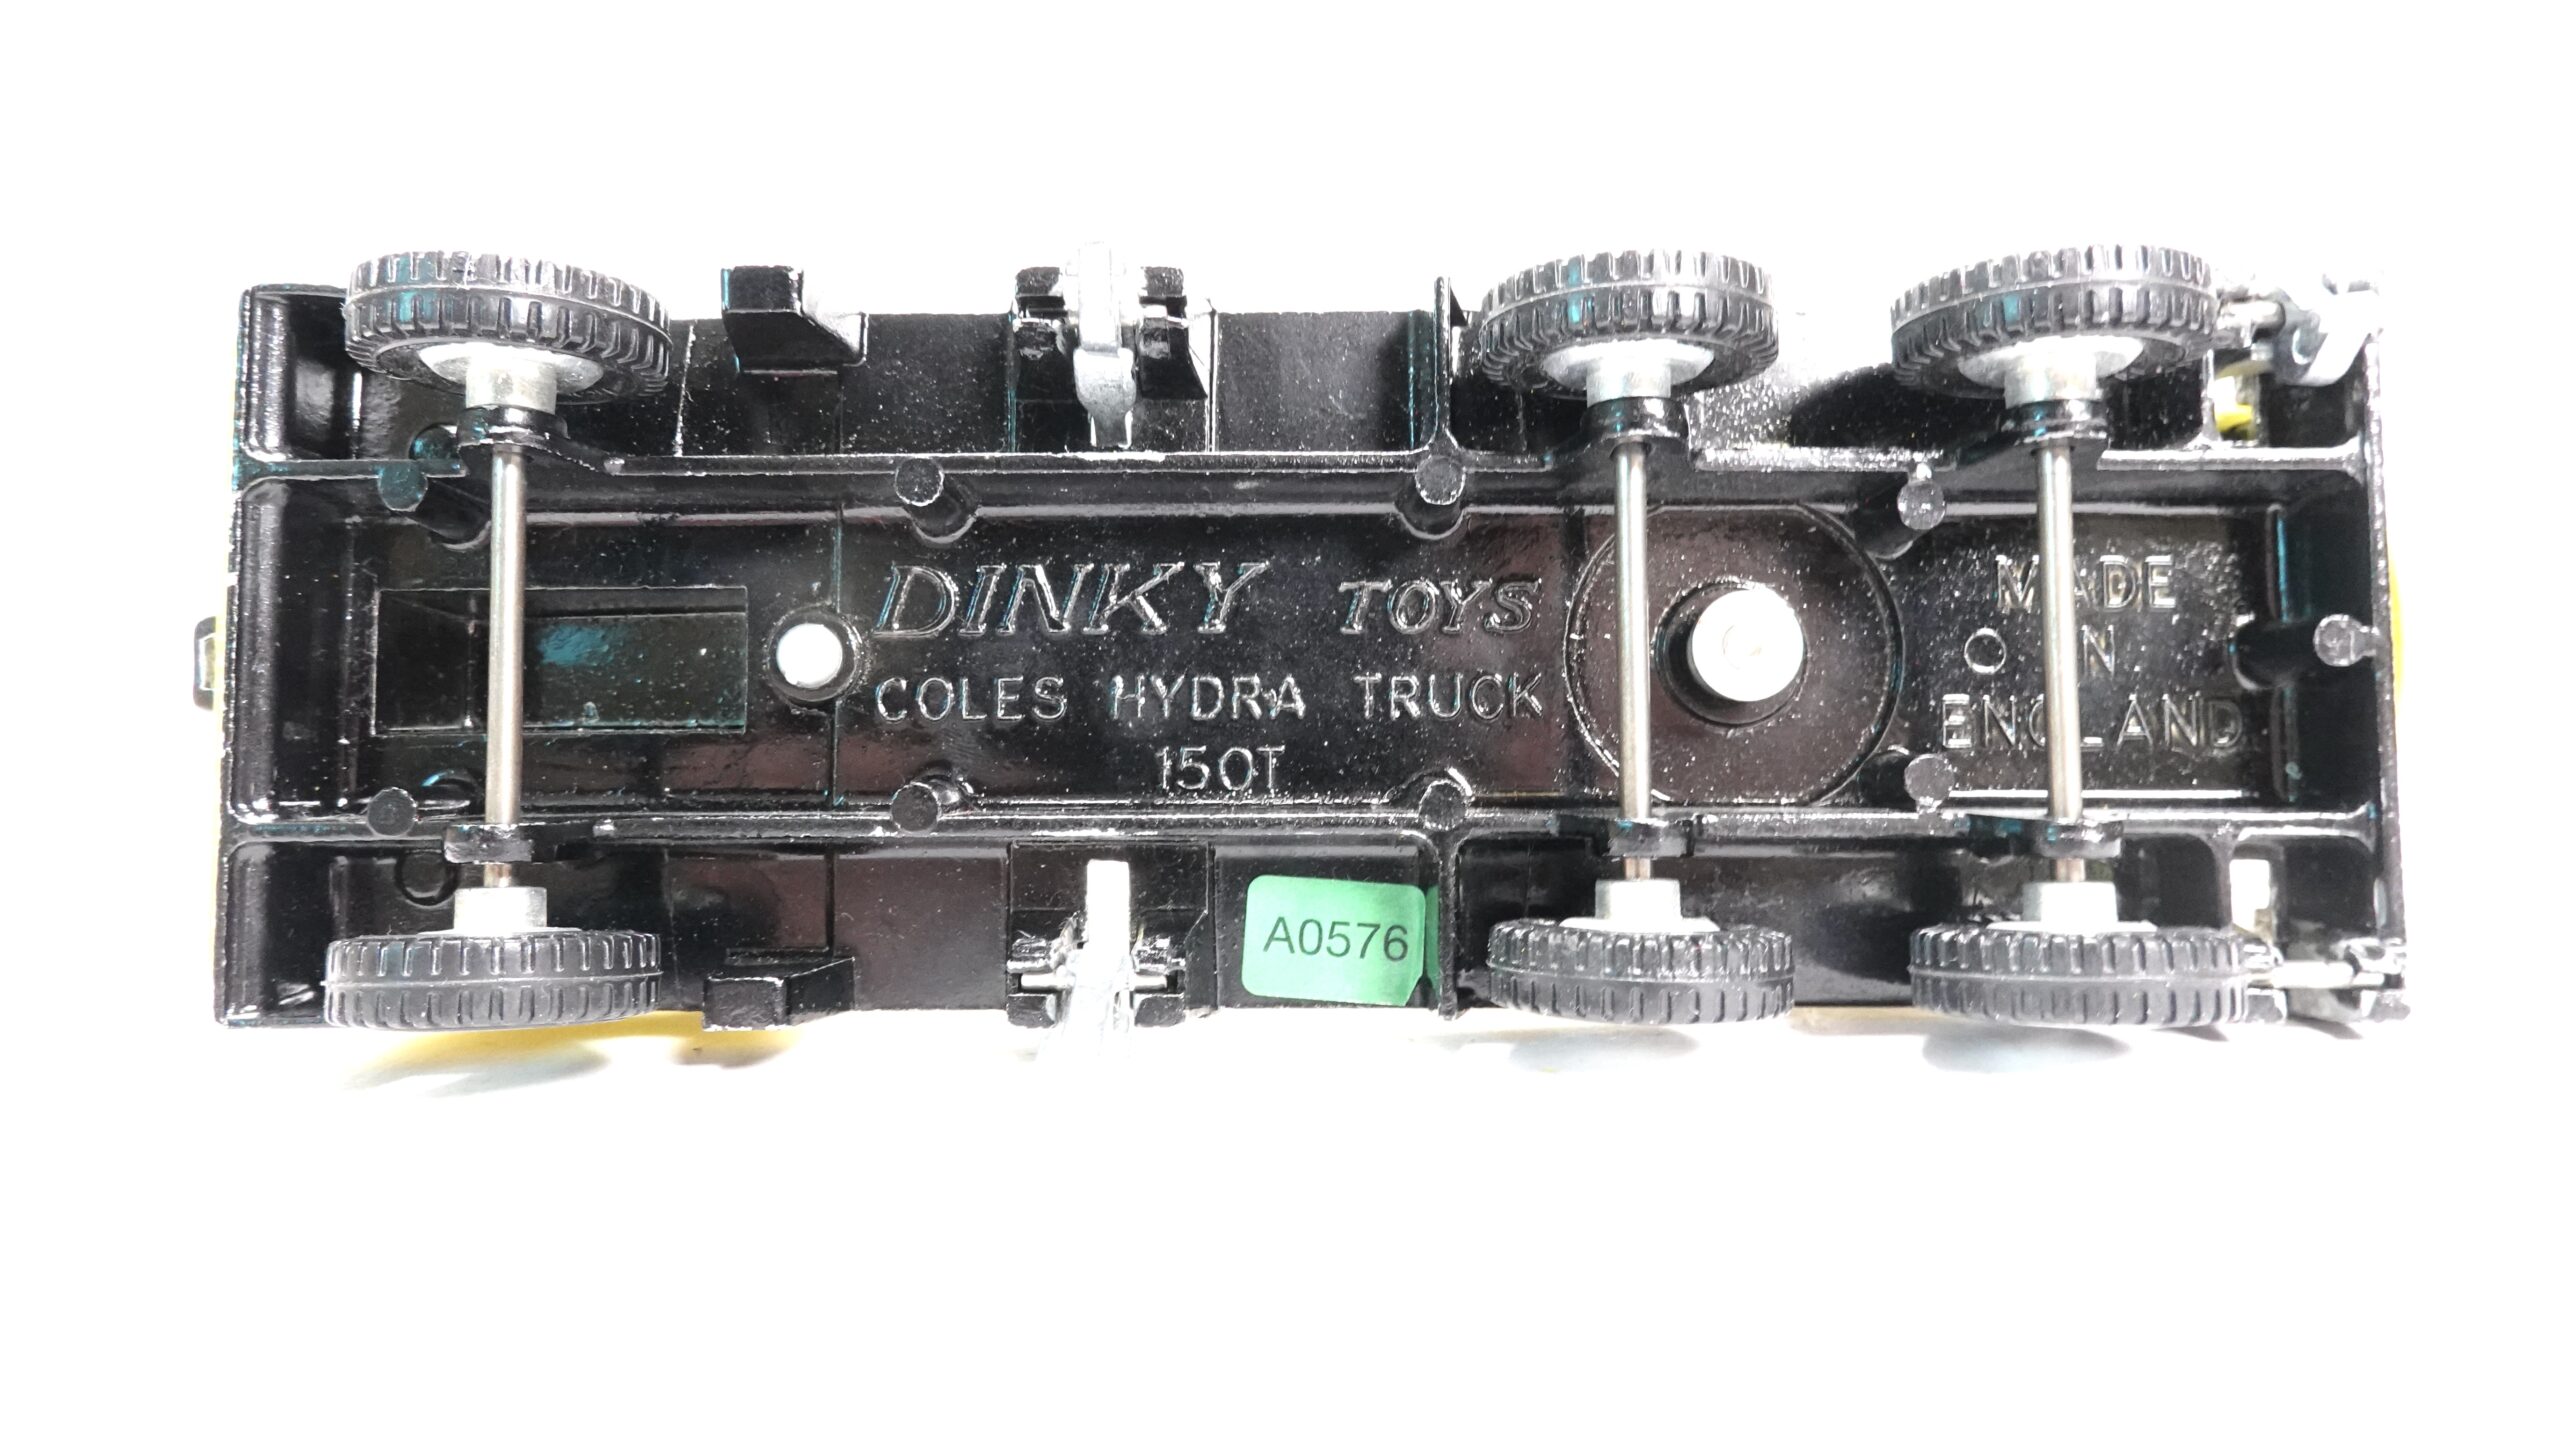 DINKY TOYS
COLES HYDRA TRUCK
150T
MADE
IN
ENGLAND
A0576